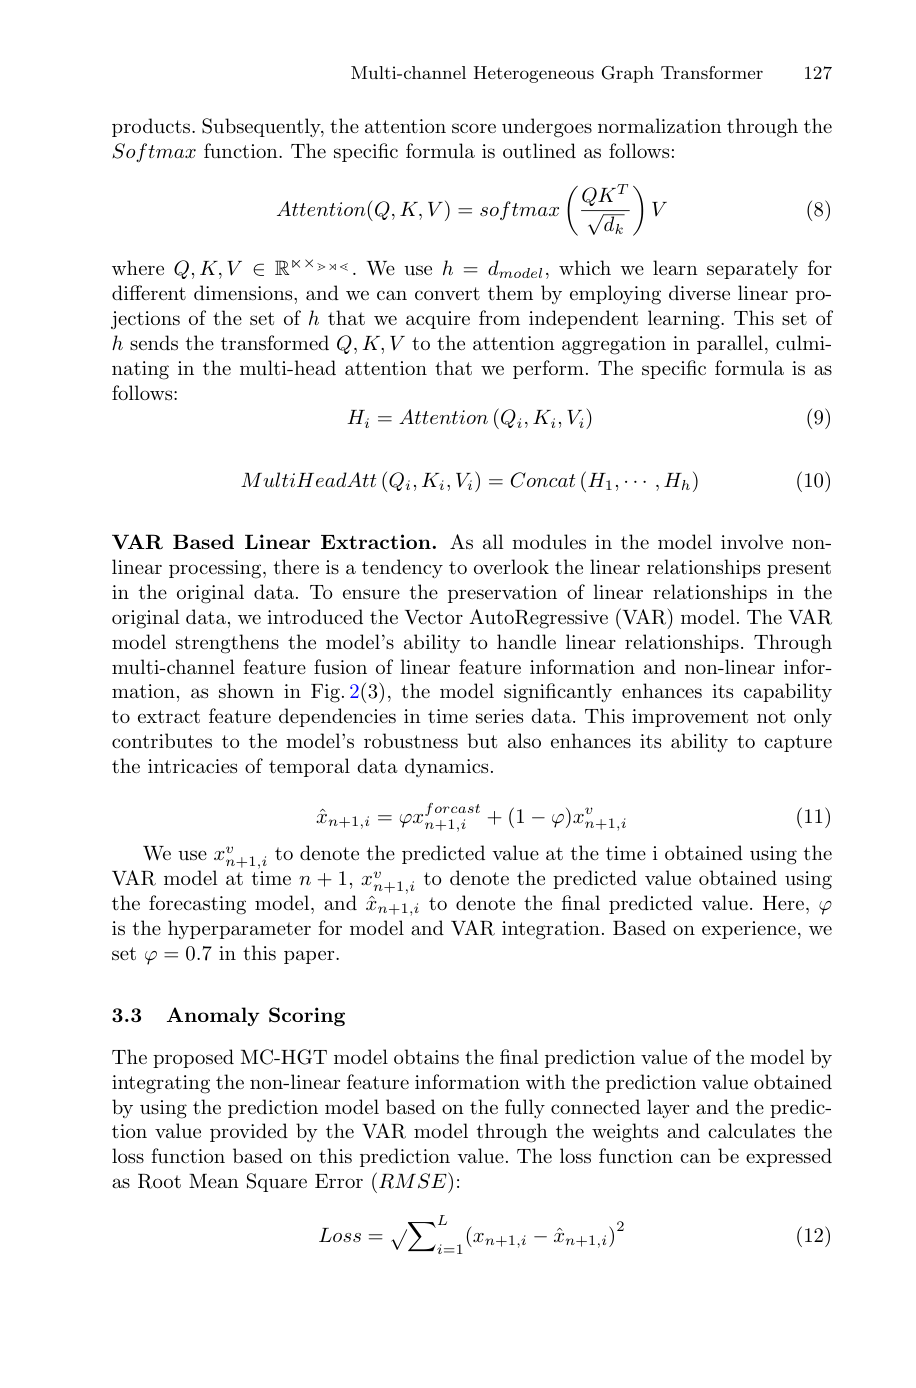 Multi-channel Heterogeneous Graph Transformer 127
products. Subsequently, the attention score undergoes normalization through the
Softmax function. The specific formula is outlined as follows:
Attention(Q, K, V) = softmax (QK^T / √d_k) V (8)
where Q, K, V ∈ ℝ^{⋉×⋗⋊⋖}. We use h = d_{model}, which we learn separately for
different dimensions, and we can convert them by employing diverse linear pro-
jections of the set of h that we acquire from independent learning. This set of
h sends the transformed Q, K, V to the attention aggregation in parallel, culmi-
nating in the multi-head attention that we perform. The specific formula is as
follows:
H_i = Attention (Q_i, K_i, V_i) (9)
MultiHeadAtt (Q_i, K_i, V_i) = Concat (H_1, ··· , H_h) (10)
VAR Based Linear Extraction. As all modules in the model involve non-
linear processing, there is a tendency to overlook the linear relationships present
in the original data. To ensure the preservation of linear relationships in the
original data, we introduced the Vector AutoRegressive (VAR) model. The VAR
model strengthens the model's ability to handle linear relationships. Through
multi-channel feature fusion of linear feature information and non-linear infor-
mation, as shown in Fig. 2(3), the model significantly enhances its capability
to extract feature dependencies in time series data. This improvement not only
contributes to the model's robustness but also enhances its ability to capture
the intricacies of temporal data dynamics.
x̂_{n+1,i} = φx^{forcast}_{n+1,i} + (1 − φ)x^v_{n+1,i} (11)
We use x^v_{n+1,i} to denote the predicted value at the time i obtained using the
VAR model at time n + 1, x^v_{n+1,i} to denote the predicted value obtained using
the forecasting model, and x̂_{n+1,i} to denote the final predicted value. Here, φ
is the hyperparameter for model and VAR integration. Based on experience, we
set φ = 0.7 in this paper.
3.3 Anomaly Scoring
The proposed MC-HGT model obtains the final prediction value of the model by
integrating the non-linear feature information with the prediction value obtained
by using the prediction model based on the fully connected layer and the predic-
tion value provided by the VAR model through the weights and calculates the
loss function based on this prediction value. The loss function can be expressed
as Root Mean Square Error (RMSE):
Loss = √∑^L_{i=1} (x_{n+1,i} − x̂_{n+1,i})^2 (12)